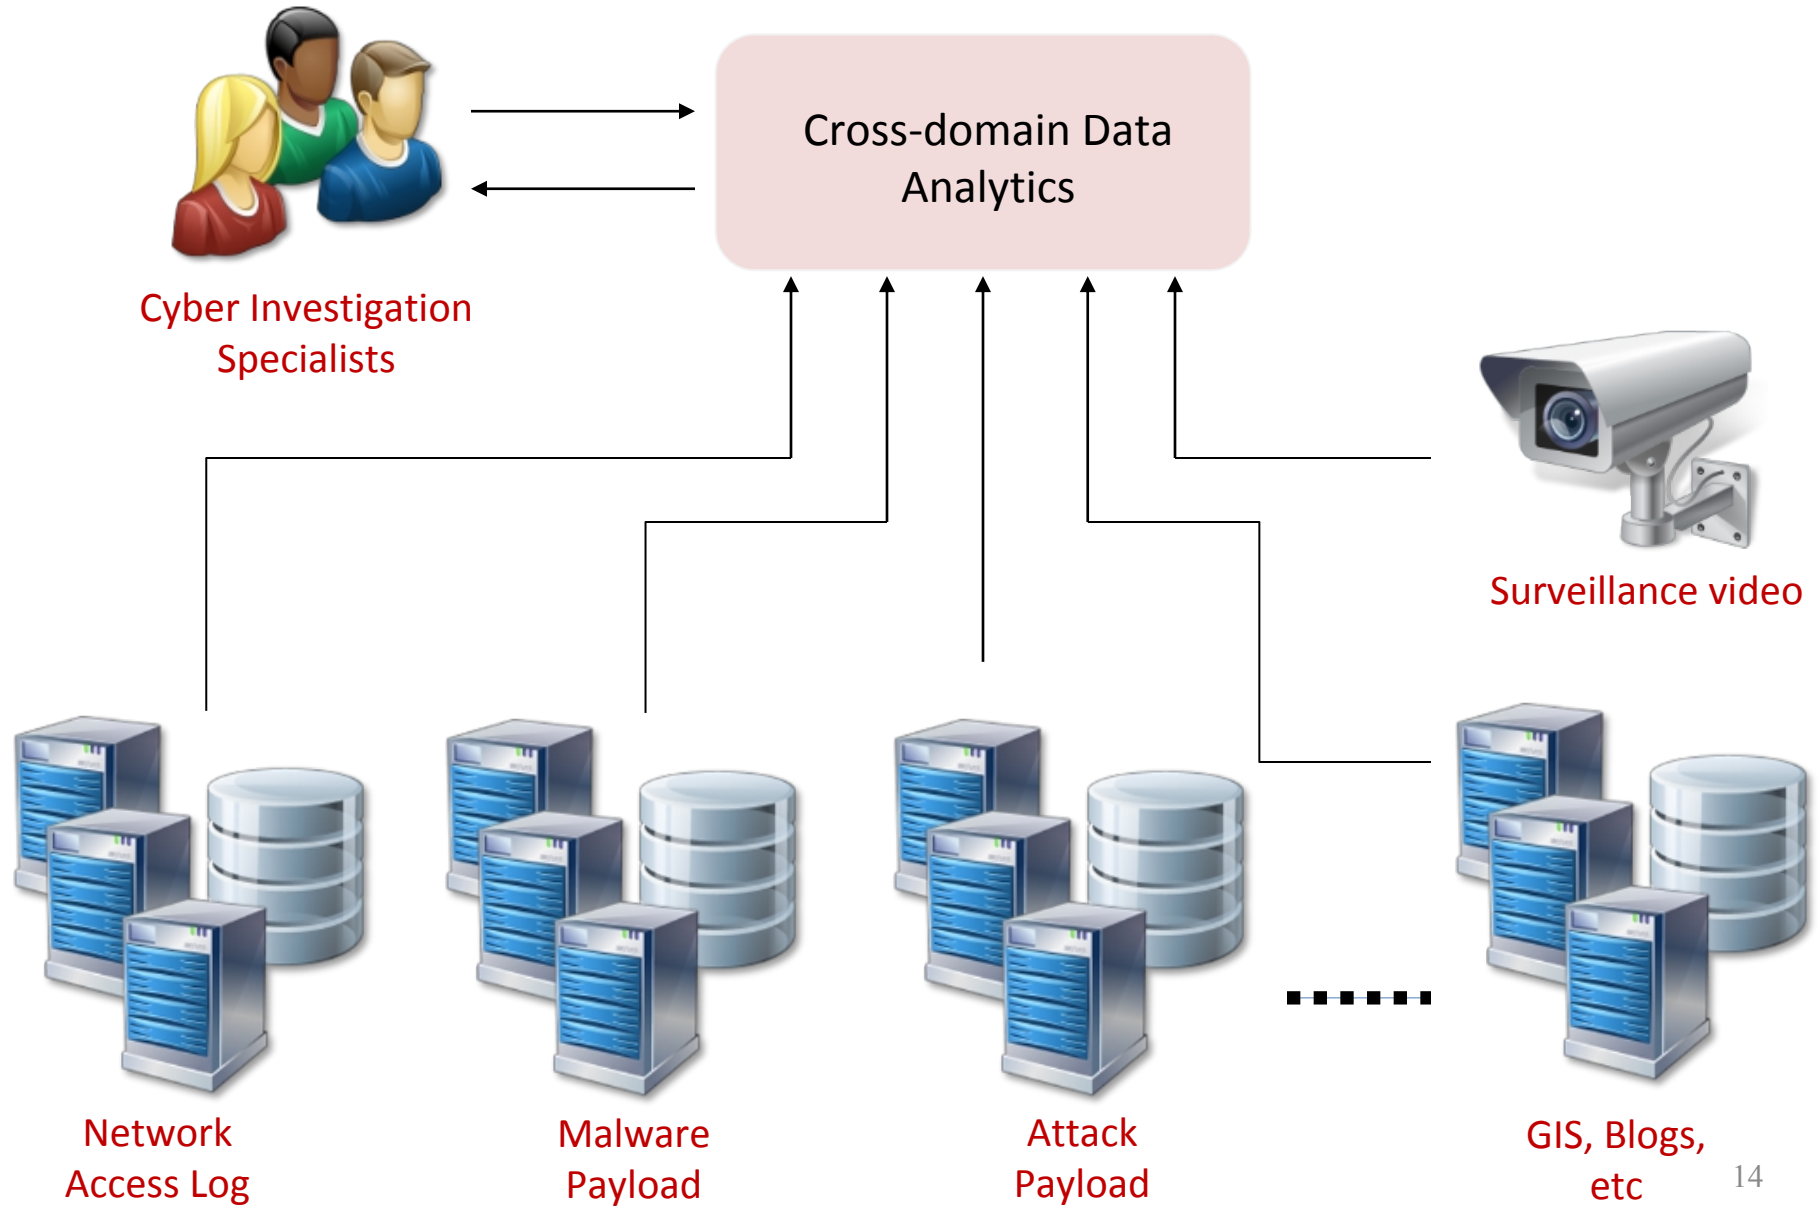 Cross-domain Data
Analytics
Cyber Investigation
Specialists
Surveillance video
Network
Access Log
Malware
Payload
Attack
Payload
GIS, Blogs,
etc
14